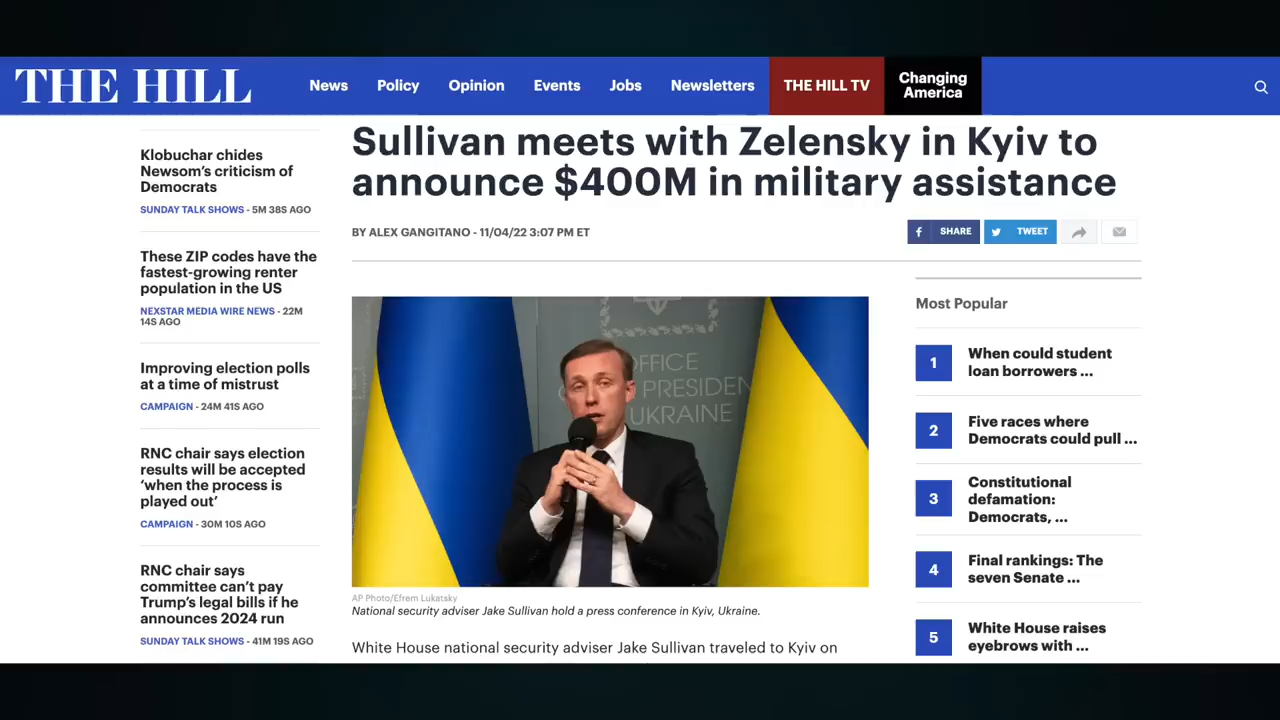 THE HILL
News
Policy
Opinion
Events
Jobs
Newsletters
THE HILL TV
Changing
America
Klobuchar chides
Newsom's criticism of
Democrats
SUNDAY TALK SHOWS - 5M 38S AGO
These ZIP codes have the
fastest-growing renter
population in the US
NEXSTAR MEDIA WIRE NEWS - 22M
14S AGO
Improving election polls
at a time of mistrust
CAMPAIGN - 24M 41S AGO
RNC chair says election
results will be accepted
‘when the process is
played out’
CAMPAIGN - 30M 10S AGO
RNC chair says
committee can’t pay
Trump’s legal bills if he
announces 2024 run
SUNDAY TALK SHOWS - 41M 19S AGO
Sullivan meets with Zelensky in Kyiv to
announce $400M in military assistance
BY ALEX GANGITANO - 11/04/22 3:07 PM ET
SHARE
TWEET
OFFICE
PRESIDEN
UKRAINE
AP Photo/Efrem Lukatsky
National security adviser Jake Sullivan hold a press conference in Kyiv, Ukraine.
White House national security adviser Jake Sullivan traveled to Kyiv on
Most Popular
1
When could student
loan borrowers ...
2
Five races where
Democrats could pull ...
3
Constitutional
defamation:
Democrats, ...
4
Final rankings: The
seven Senate ...
5
White House raises
eyebrows with ...